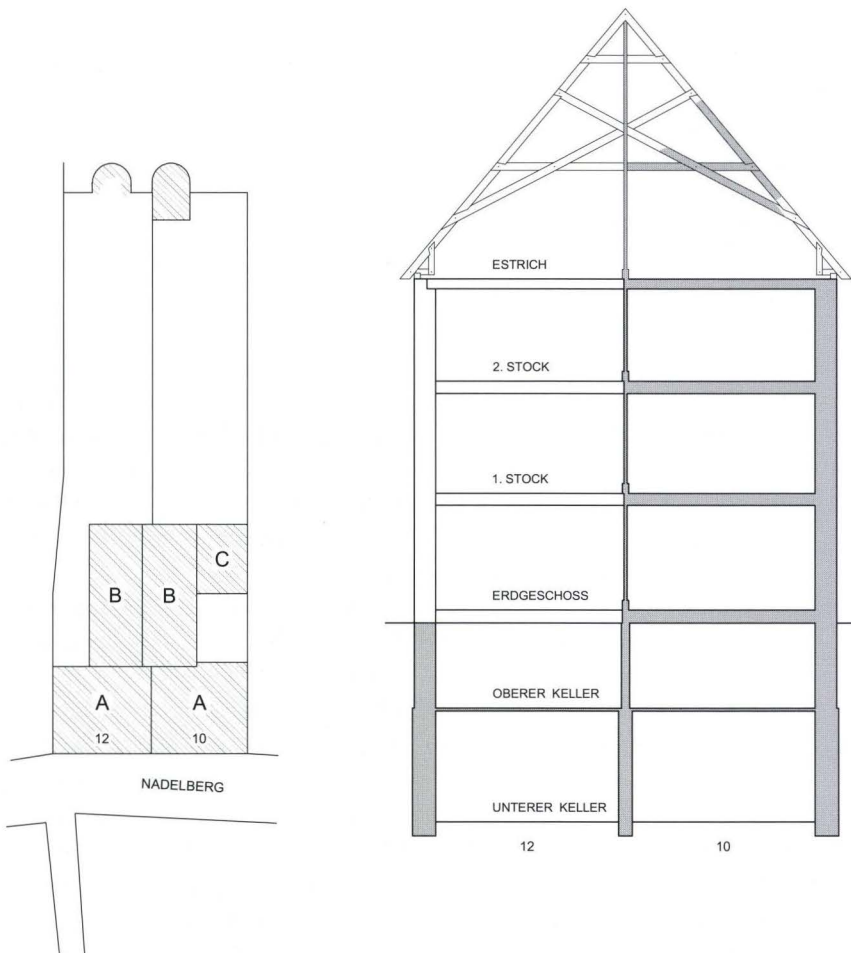 C
B B
A A
12 10
NADELBERG
ESTRICH
2. STOCK
1. STOCK
ERDGESCHOSS
OBERER KELLER
UNTERER KELLER
12 10